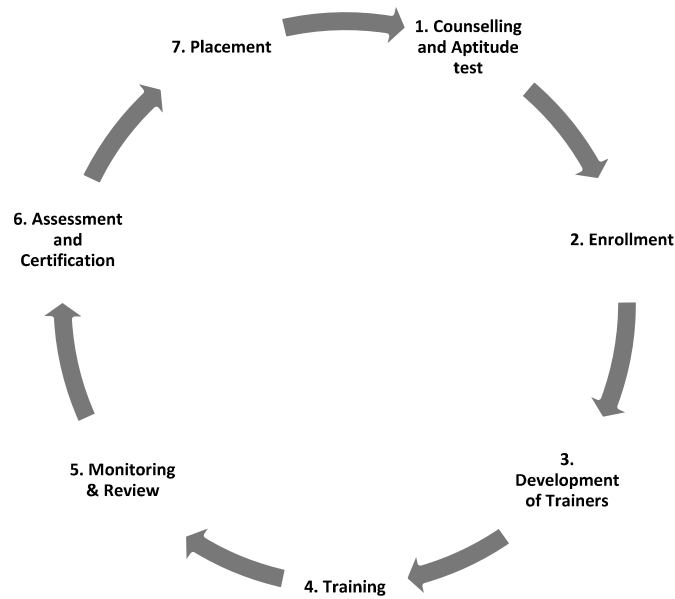 1. Counselling
and Aptitude
test
2. Enrollment
3.
Development
of Trainers
4. Training
5. Monitoring
& Review
6. Assessment
and
Certification
7. Placement